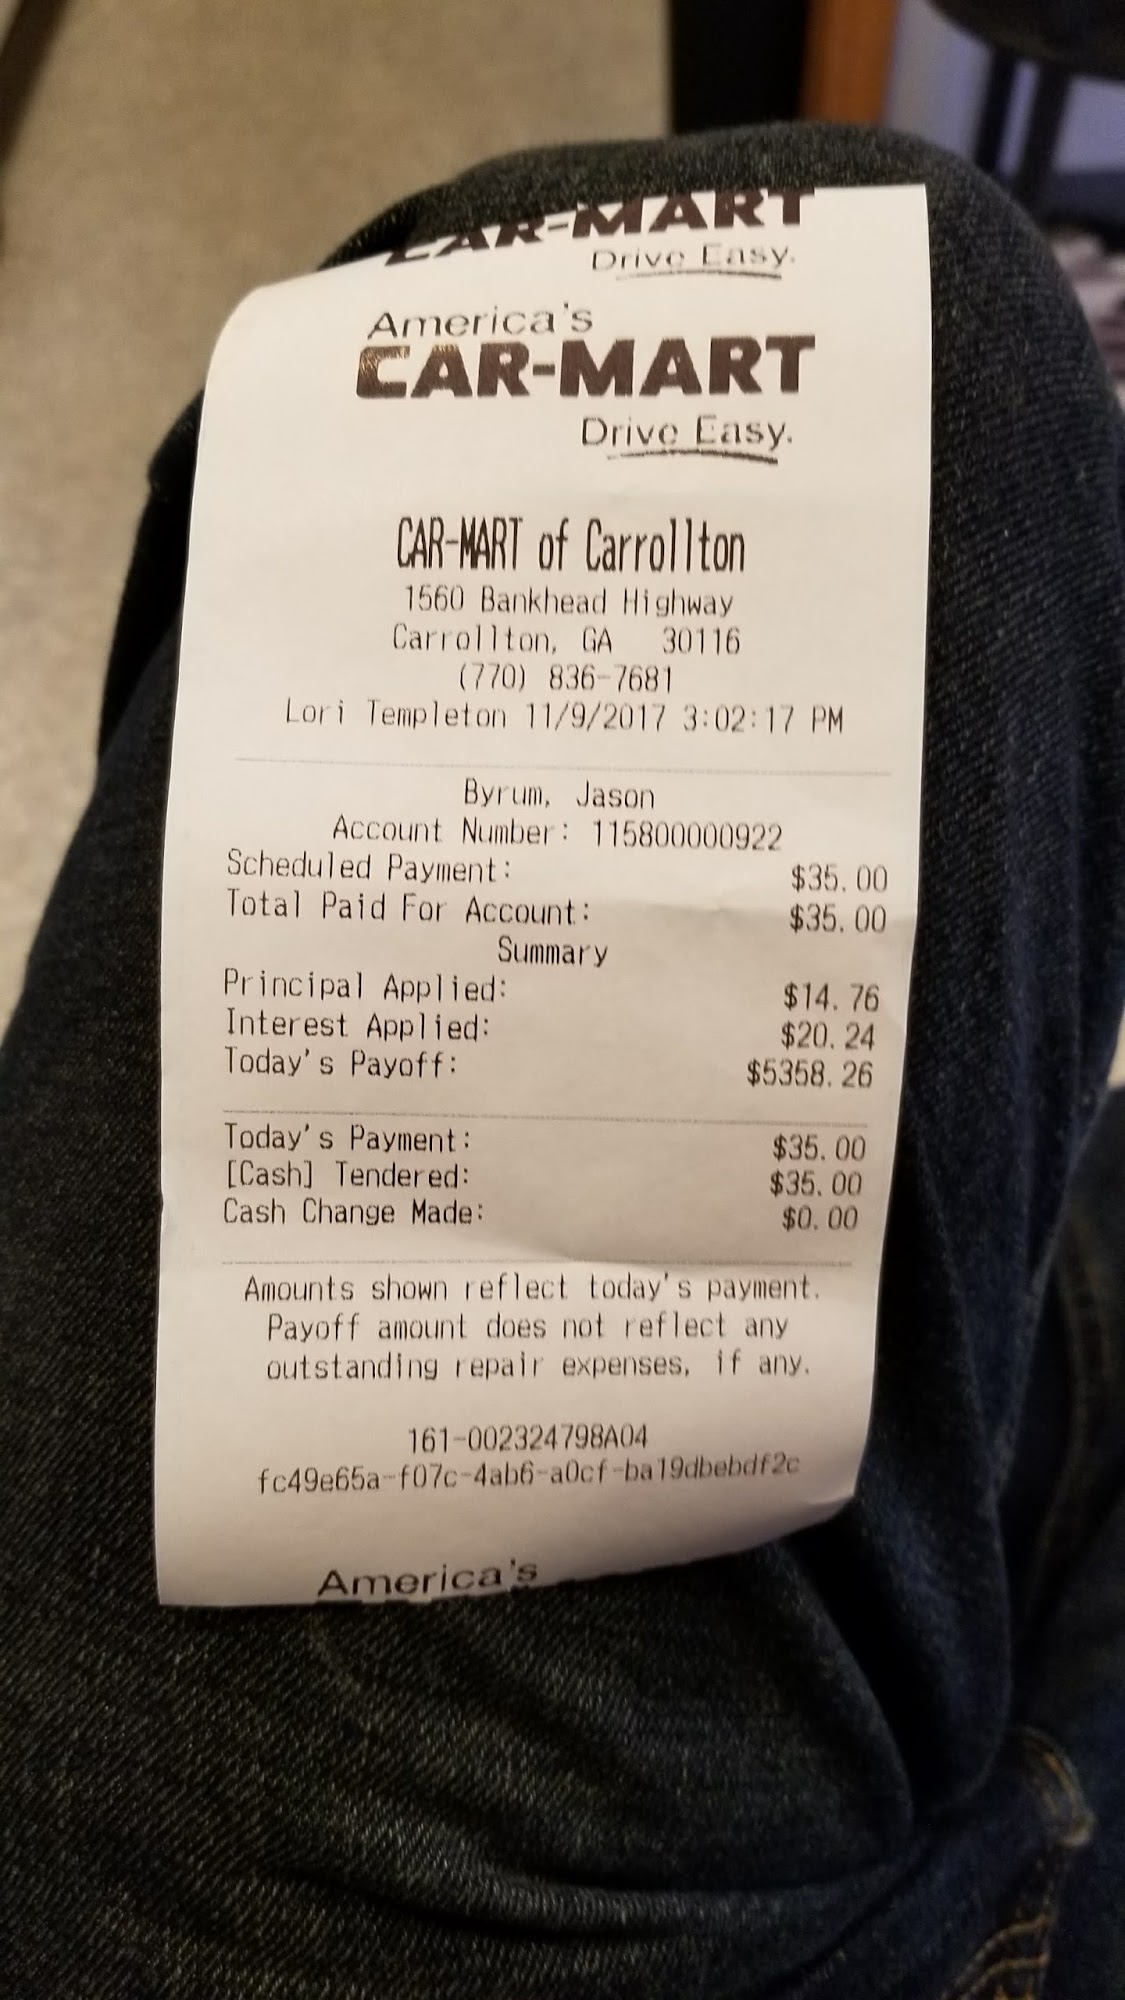 CAR-MART
Drive Easy.
America's
CAR-MART
Drive Easy.
CAR-MART of Carrollton
1560 Bankhead Highway
Carrollton, GA 30116
(770) 836-7681
Lori Templeton 11/9/2017 3:02:17 PM
Byrum, Jason
Account Number: 115800000922
Scheduled Payment: $35.00
Total Paid For Account: $35.00
Summary
Principal Applied: $14.76
Interest Applied: $20.24
Today's Payoff: $5358.26
Today's Payment: $35.00
[Cash] Tendered: $35.00
Cash Change Made: $0.00
Amounts shown reflect today's payment.
Payoff amount does not reflect any
outstanding repair expenses, if any.
161-002324798A04
fc49e65a-f07c-4ab6-a0cf-ba19dbebdf2c
America's